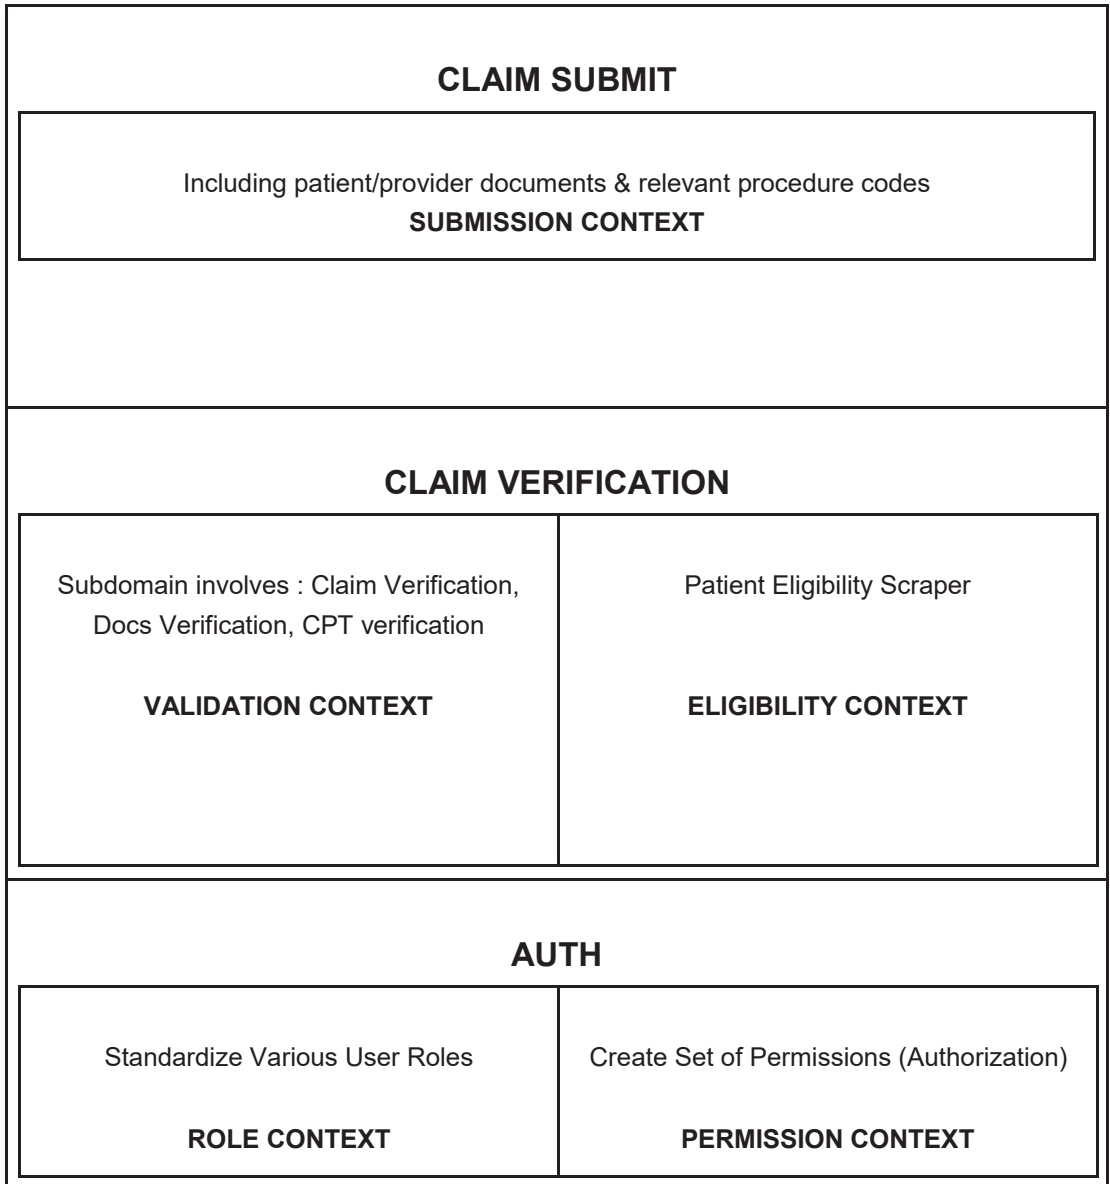 CLAIM SUBMIT
Including patient/provider documents & relevant procedure codes
SUBMISSION CONTEXT
CLAIM VERIFICATION
Subdomain involves : Claim Verification,
Docs Verification, CPT verification
VALIDATION CONTEXT
Patient Eligibility Scraper
ELIGIBILITY CONTEXT
AUTH
Standardize Various User Roles
ROLE CONTEXT
Create Set of Permissions (Authorization)
PERMISSION CONTEXT